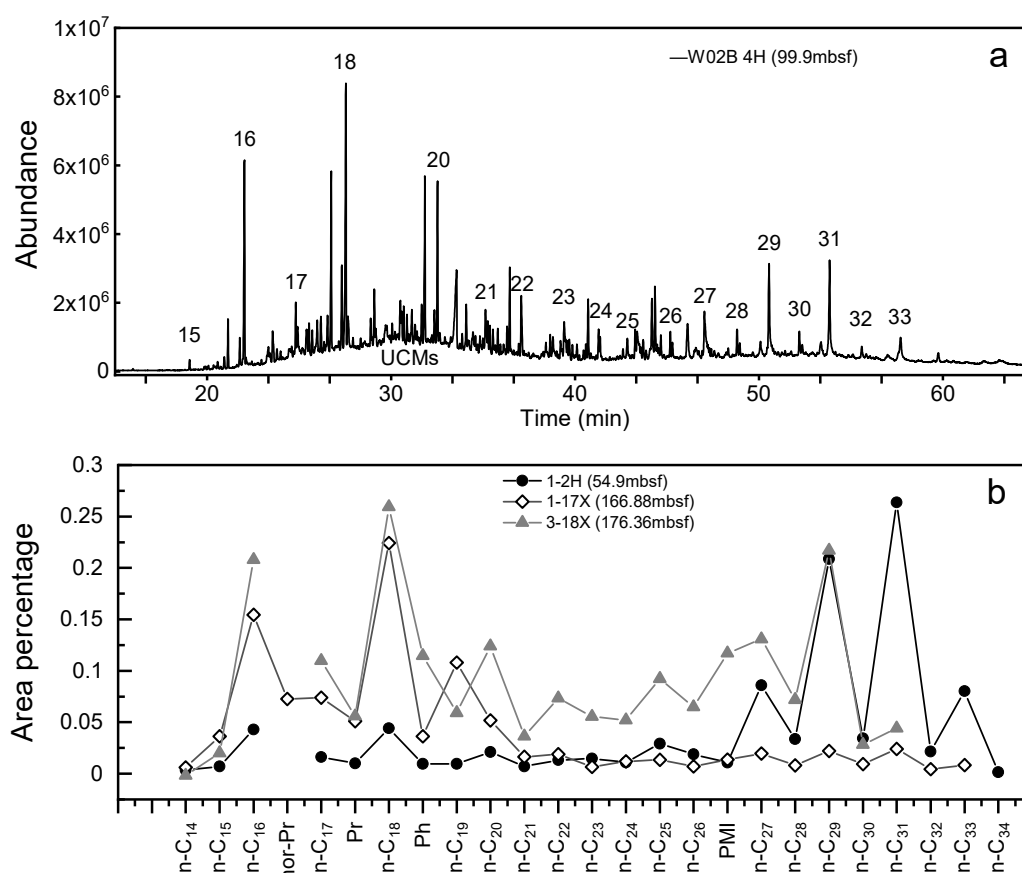 1x10⁷
8x10⁶
6x10⁶
4x10⁶
2x10⁶
0
Abundance
—W02B 4H (99.9mbsf)
a
15
16
17
18
20
21
22
23
24
25
26
27
28
29
30
31
32
33
UCMs
20
30
40
50
60
Time (min)
0.3
0.25
0.2
0.15
0.1
0.05
0
Area percentage
1-2H (54.9mbsf)
1-17X (166.88mbsf)
3-18X (176.36mbsf)
b
n-C₁₄
n-C₁₅
n-C₁₆
nor-Pr
n-C₁₇
Pr
n-C₁₈
Ph
n-C₁₉
n-C₂₀
n-C₂₁
n-C₂₂
n-C₂₃
n-C₂₄
n-C₂₅
n-C₂₆
PMI
n-C₂₇
n-C₂₈
n-C₂₉
n-C₃₀
n-C₃₁
n-C₃₂
n-C₃₃
n-C₃₄